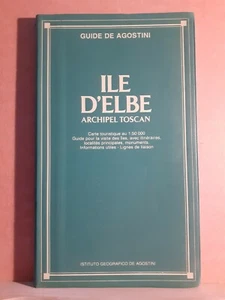 GUIDE DE AGOSTINI
ILE
D'ELBE
ARCHIPEL TOSCAN
Carte touristique au 1:50 000
Guide pour la visite des îles, avec itinéraires,
localités principales, monuments.
Informations utiles - Lignes de liaison
ISTITUTO GEOGRAFICO DE AGOSTINI